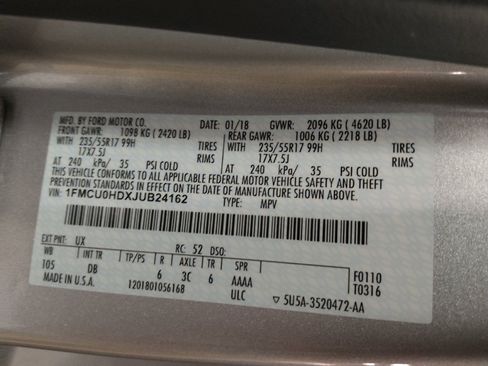 MFD. BY FORD MOTOR CO. DATE: 01/18 GVWR: 2096 KG ( 4620 LB)
FRONT GAWR: 1098 KG ( 2420 LB) REAR GAWR: 1006 KG ( 2218 LB)
WITH 235/55R17 99H TIRES WITH 235/55R17 99H TIRES
17X7.5J RIMS 17X7.5J RIMS
AT 240 kPa/ 35 PSI COLD AT 240 kPa/ 35 PSI COLD
THIS VEHICLE CONFORMS TO ALL APPLICABLE FEDERAL MOTOR VEHICLE SAFETY AND THEFT
PREVENTION STANDARDS IN EFFECT ON THE DATE OF MANUFACTURE SHOWN ABOVE.
VIN: 1FMCU0HDXJUB24162 TYPE: MPV
EXT PNT: UX RC: 52 DSO: F0110
WB INT TR TP/PS R AXLE TR SPR T0316
105 DB 6 3C 6 AAAA
MADE IN U.S.A. 1201801056168 ULC ▽ 5U5A-3520472-AA